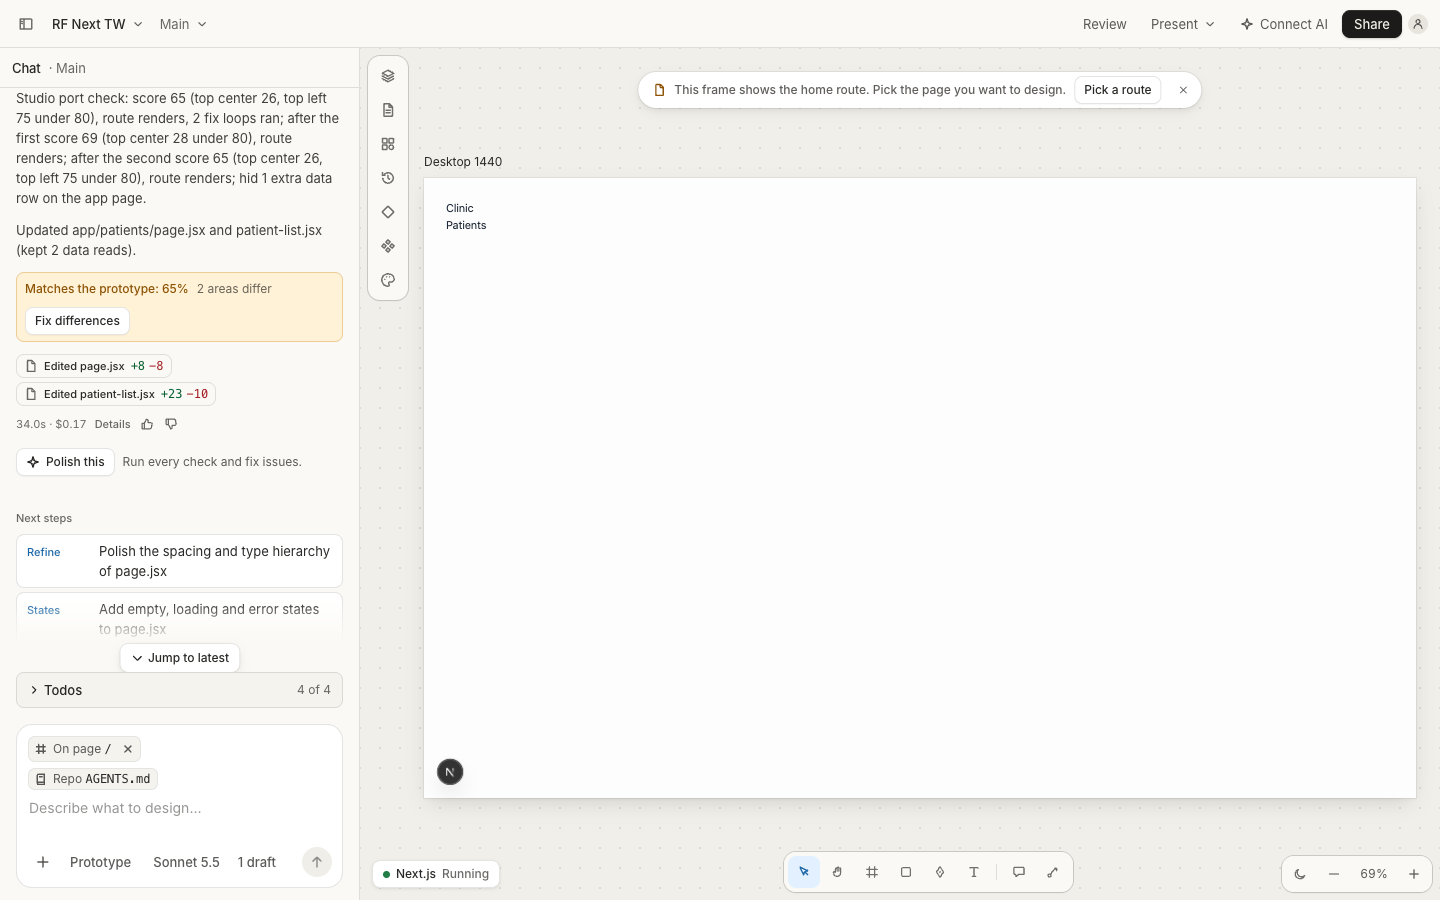 RF Next TW
Main
Review
Present
Connect AI
Share
Chat · Main
Studio port check: score 65 (top center 26, top left
75 under 80), route renders, 2 fix loops ran; after the
first score 69 (top center 28 under 80), route
renders; after the second score 65 (top center 26,
top left 75 under 80), route renders; hid 1 extra data
row on the app page.
Updated app/patients/page.jsx and patient-list.jsx
(kept 2 data reads).
Matches the prototype: 65% 2 areas differ
Fix differences
Edited page.jsx +8 −8
Edited patient-list.jsx +23 −10
34.0s · $0.17 Details
Polish this Run every check and fix issues.
Next steps
Refine Polish the spacing and type hierarchy
of page.jsx
States Add empty, loading and error states
to page.jsx
Jump to latest
Todos 4 of 4
On page /
Repo AGENTS.md
Describe what to design...
Prototype Sonnet 5.5 1 draft
This frame shows the home route. Pick the page you want to design. Pick a route
Desktop 1440
Clinic
Patients
N
Next.js Running
T
69%